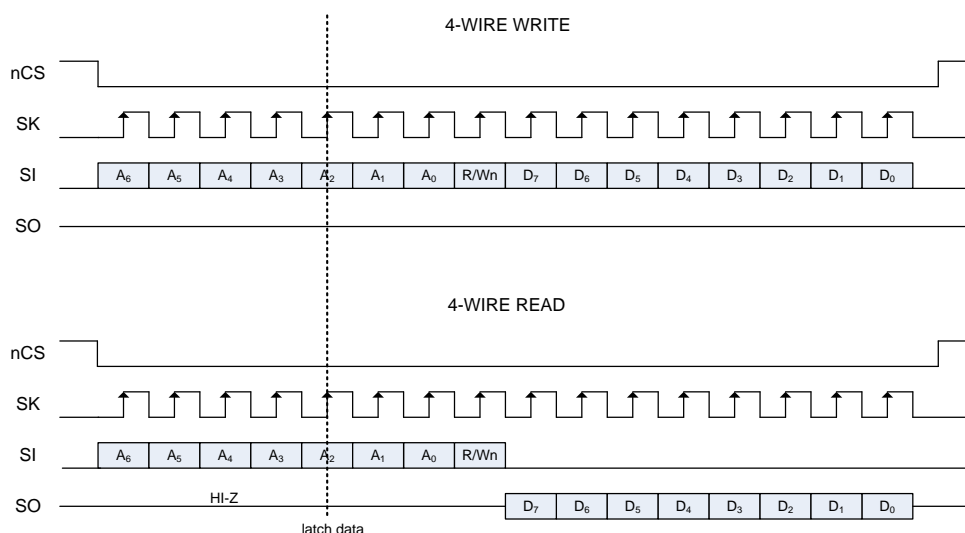 4-WIRE WRITE
nCS
SK
SI A₆ A₅ A₄ A₃ A₂ A₁ A₀ R/Wn D₇ D₆ D₅ D₄ D₃ D₂ D₁ D₀
SO
4-WIRE READ
nCS
SK
SI A₆ A₅ A₄ A₃ A₂ A₁ A₀ R/Wn
SO HI-Z D₇ D₆ D₅ D₄ D₃ D₂ D₁ D₀
latch data